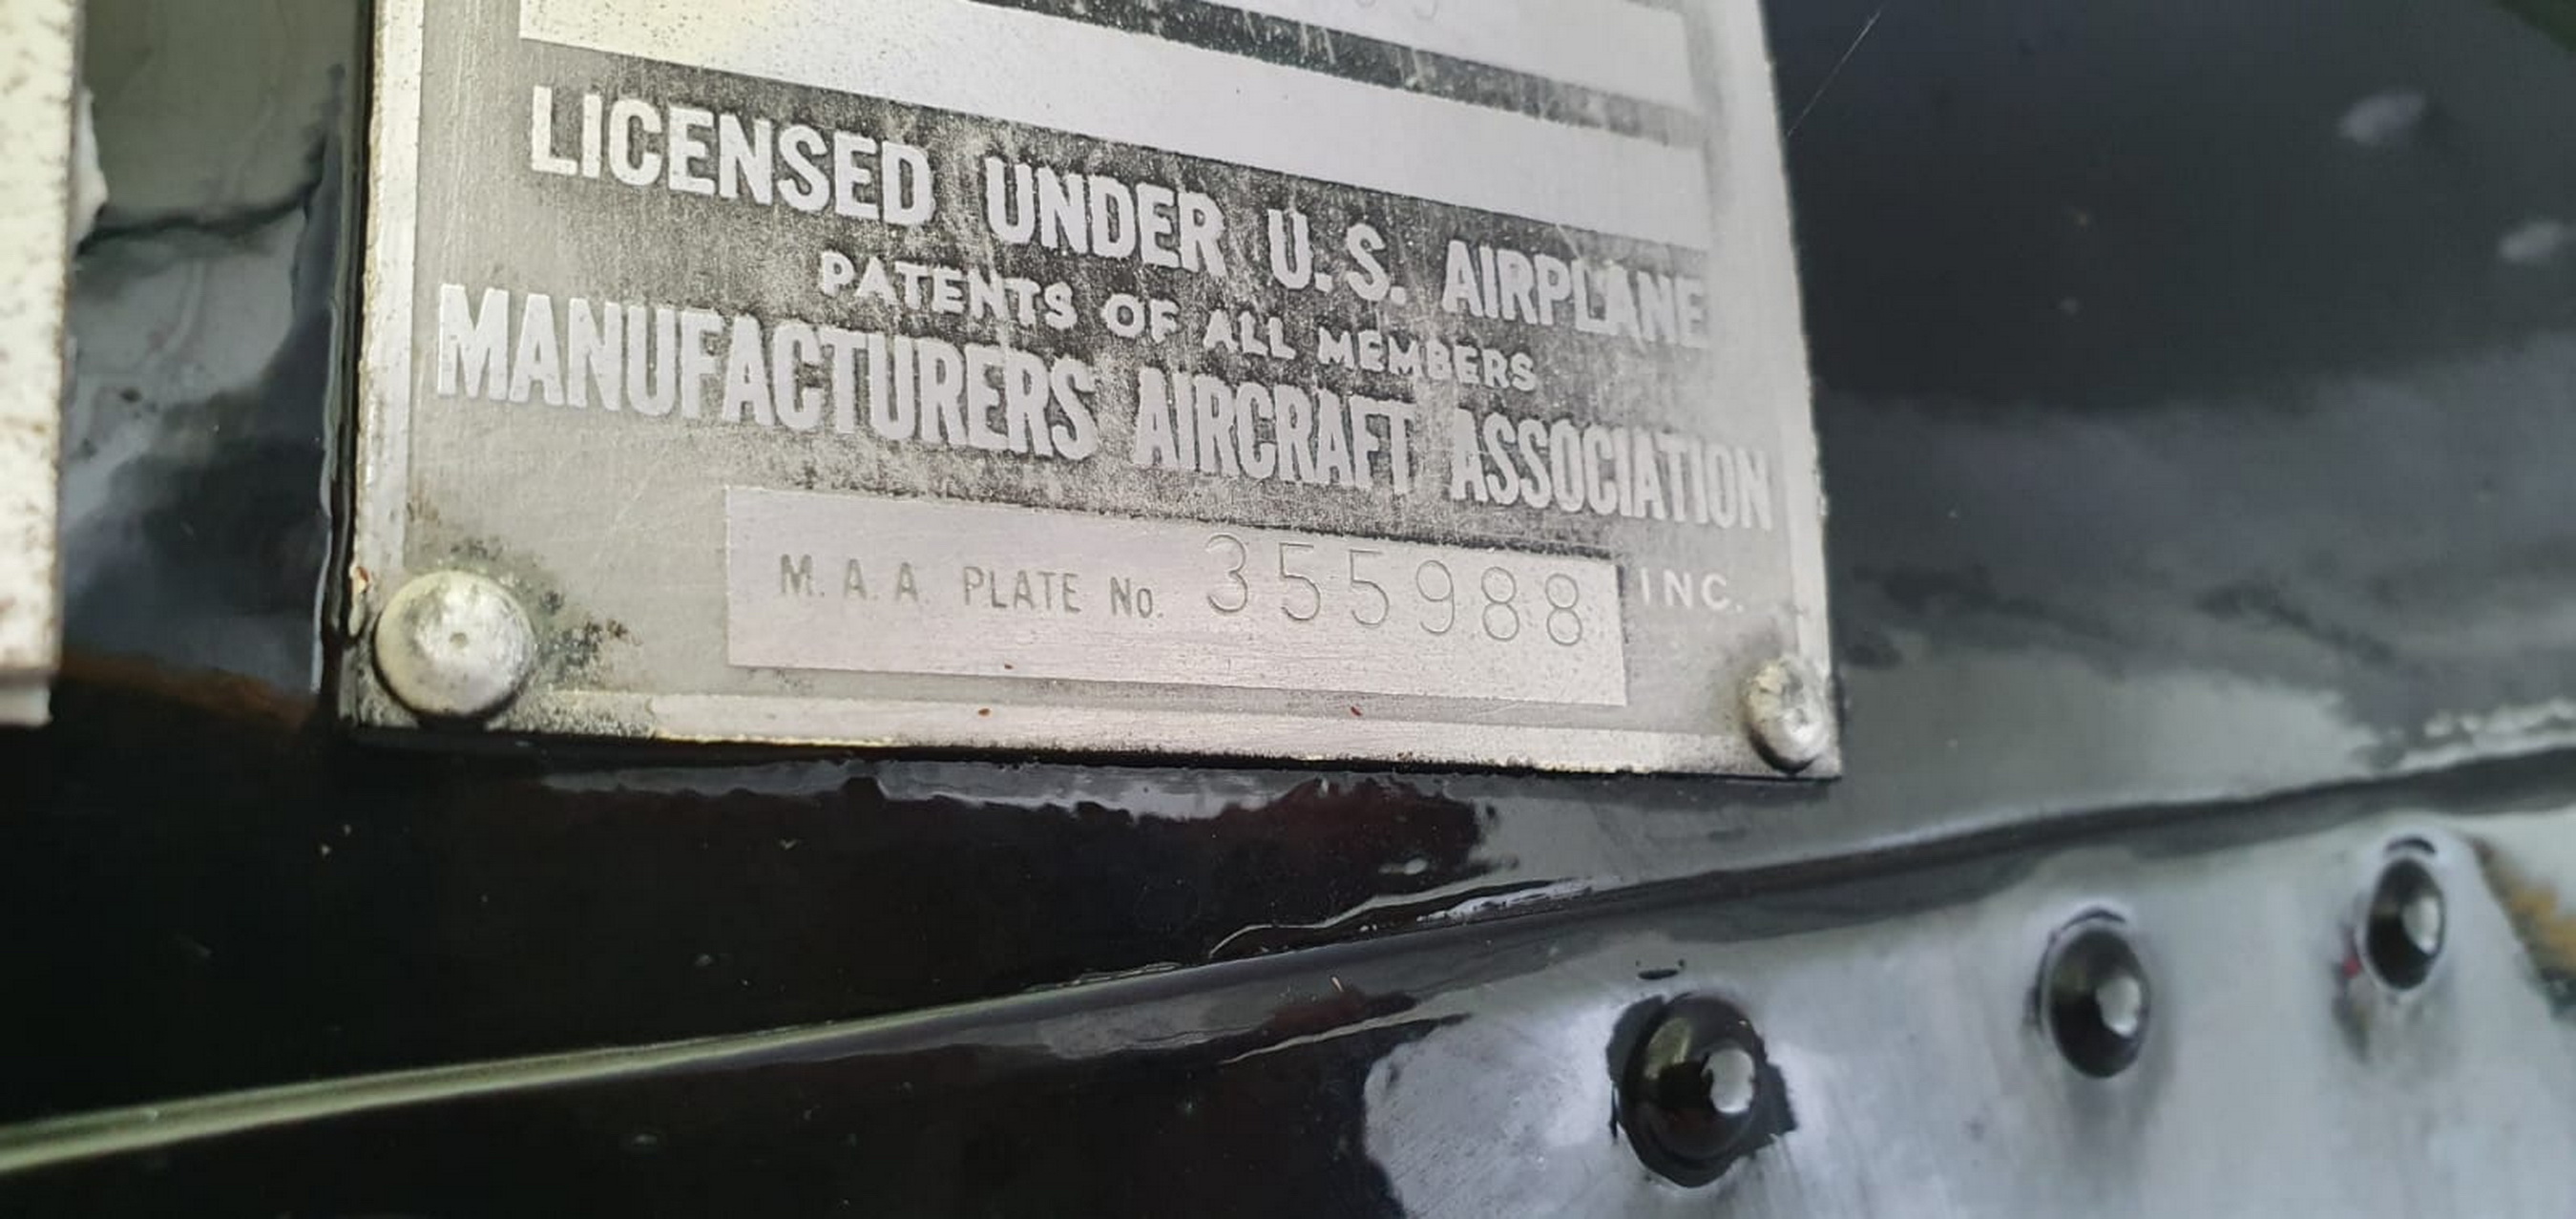 LICENSED UNDER U.S. AIRPLANE
PATENTS OF ALL MEMBERS
MANUFACTURERS AIRCRAFT ASSOCIATION
M.A.A. PLATE No. 355988 INC.